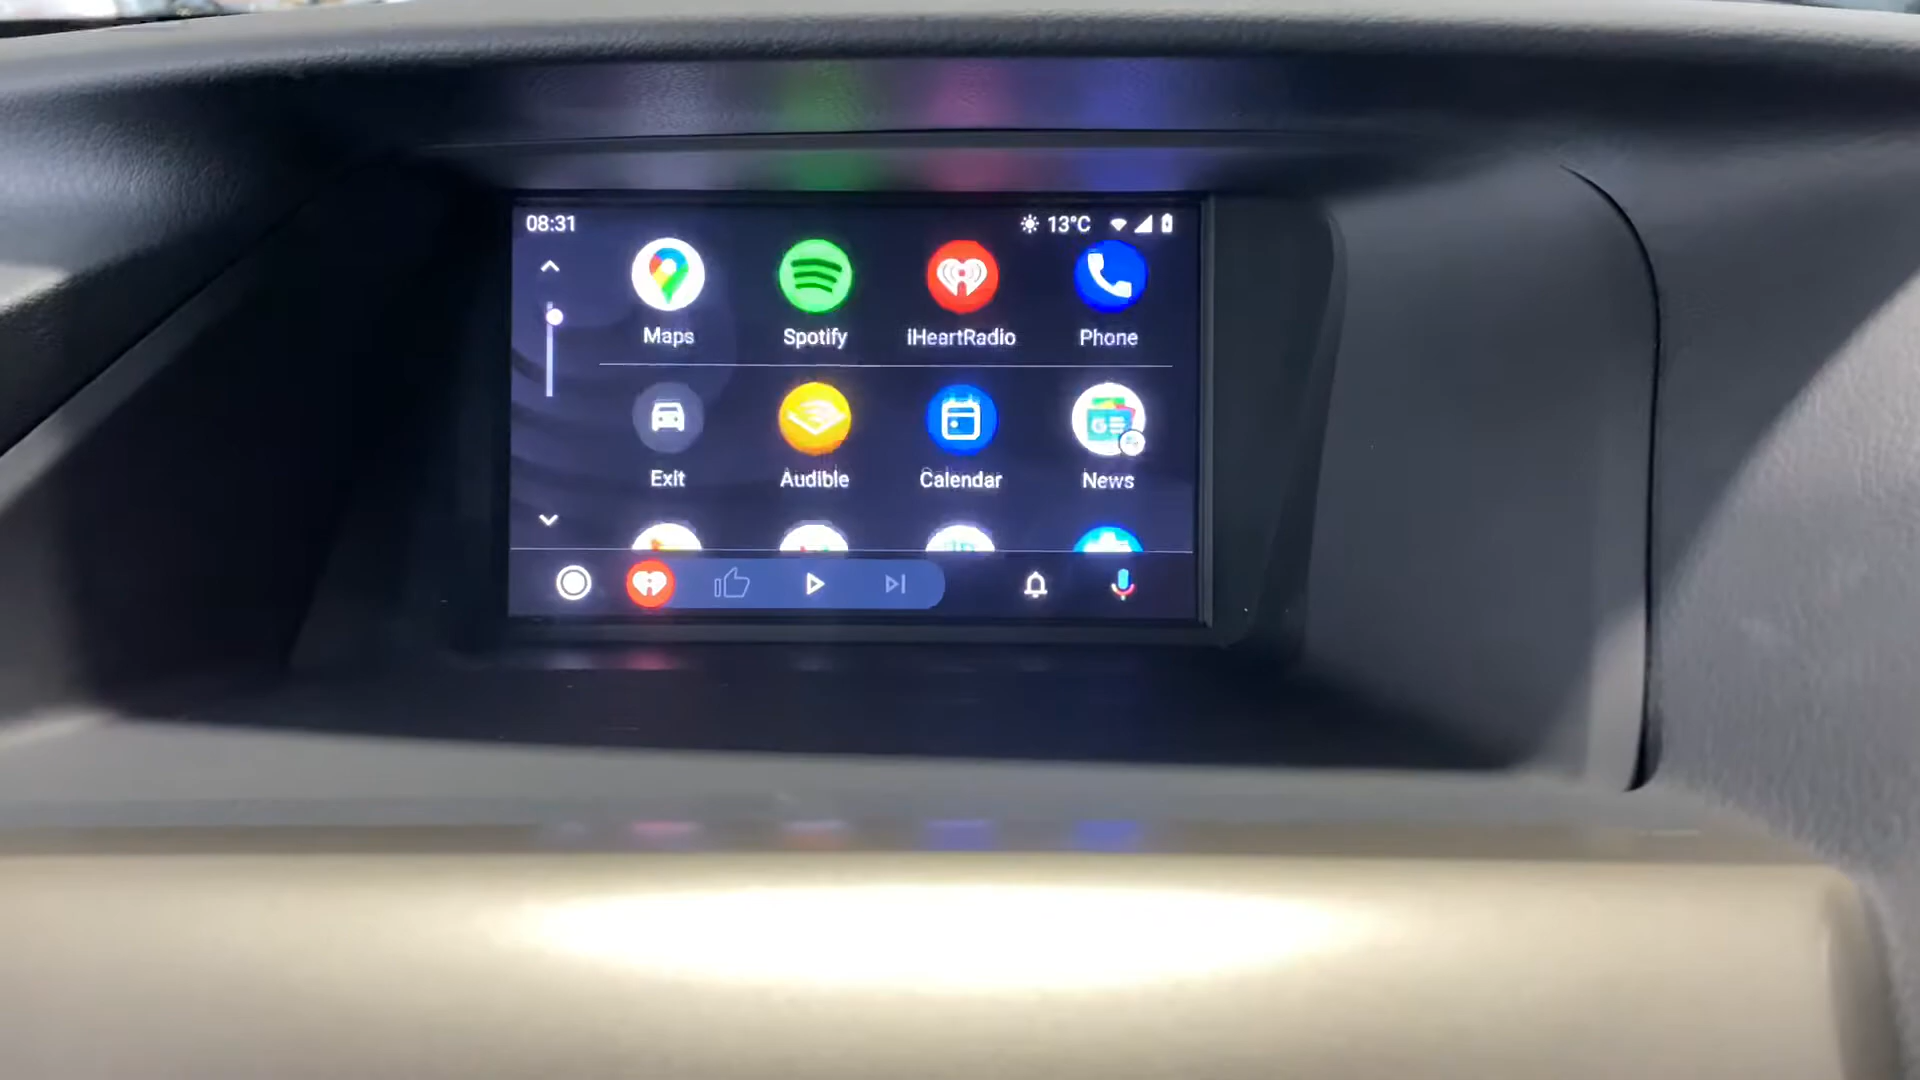 08:31
13°C
Maps
Spotify
iHeartRadio
Phone
Exit
Audible
Calendar
News